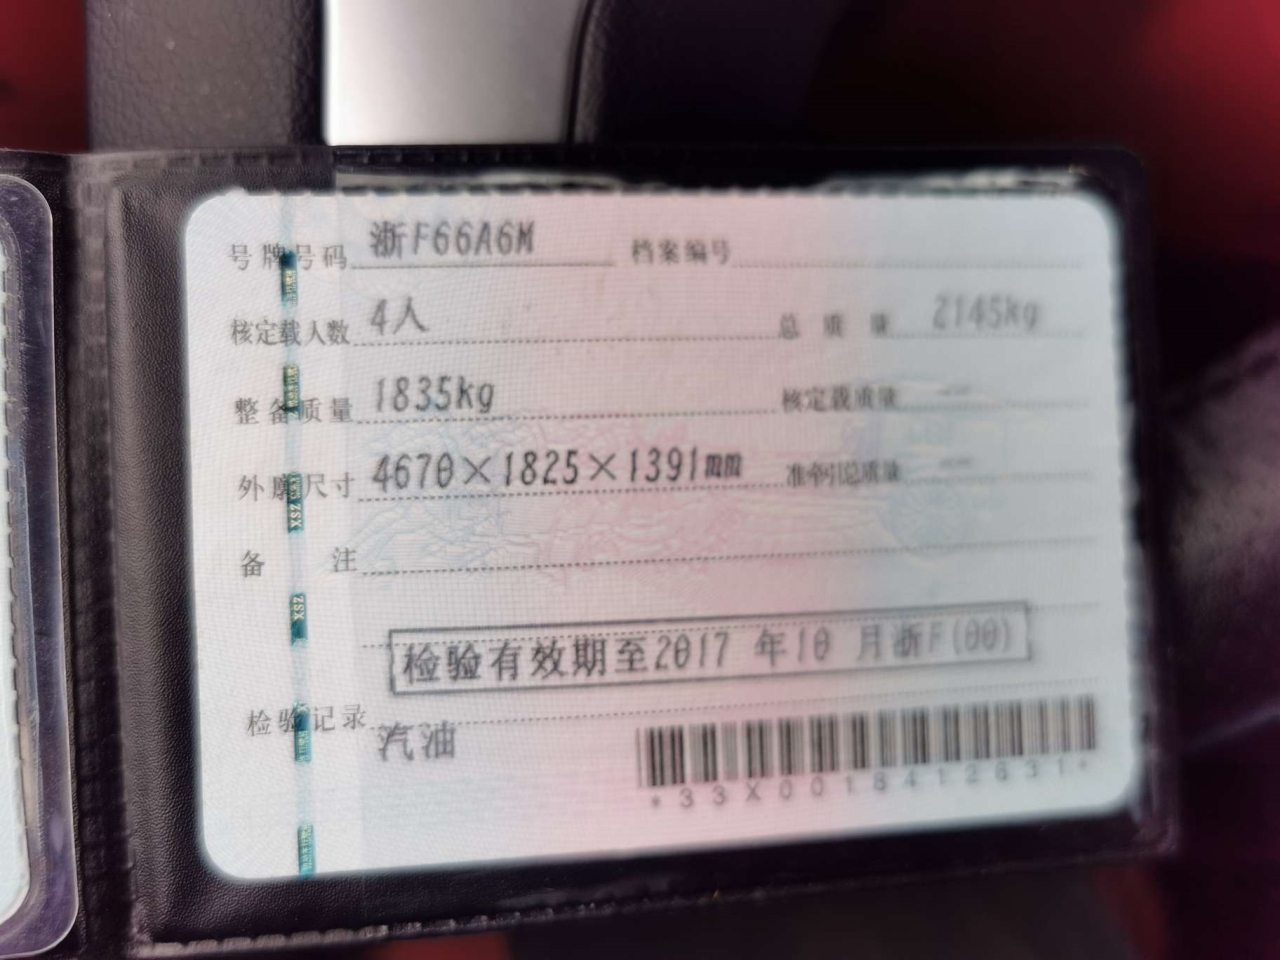 号牌号码 浙F66A6M 档案编号
核定载人数 4人 总质量 2145kg
整备质量 1835kg 核定载质量 —
外廓尺寸 4670×1825×1391mm 准牵引总质量 —
备注
检验有效期至2017 年10 月浙F(00)
检验记录
汽油
*33X0018412631*